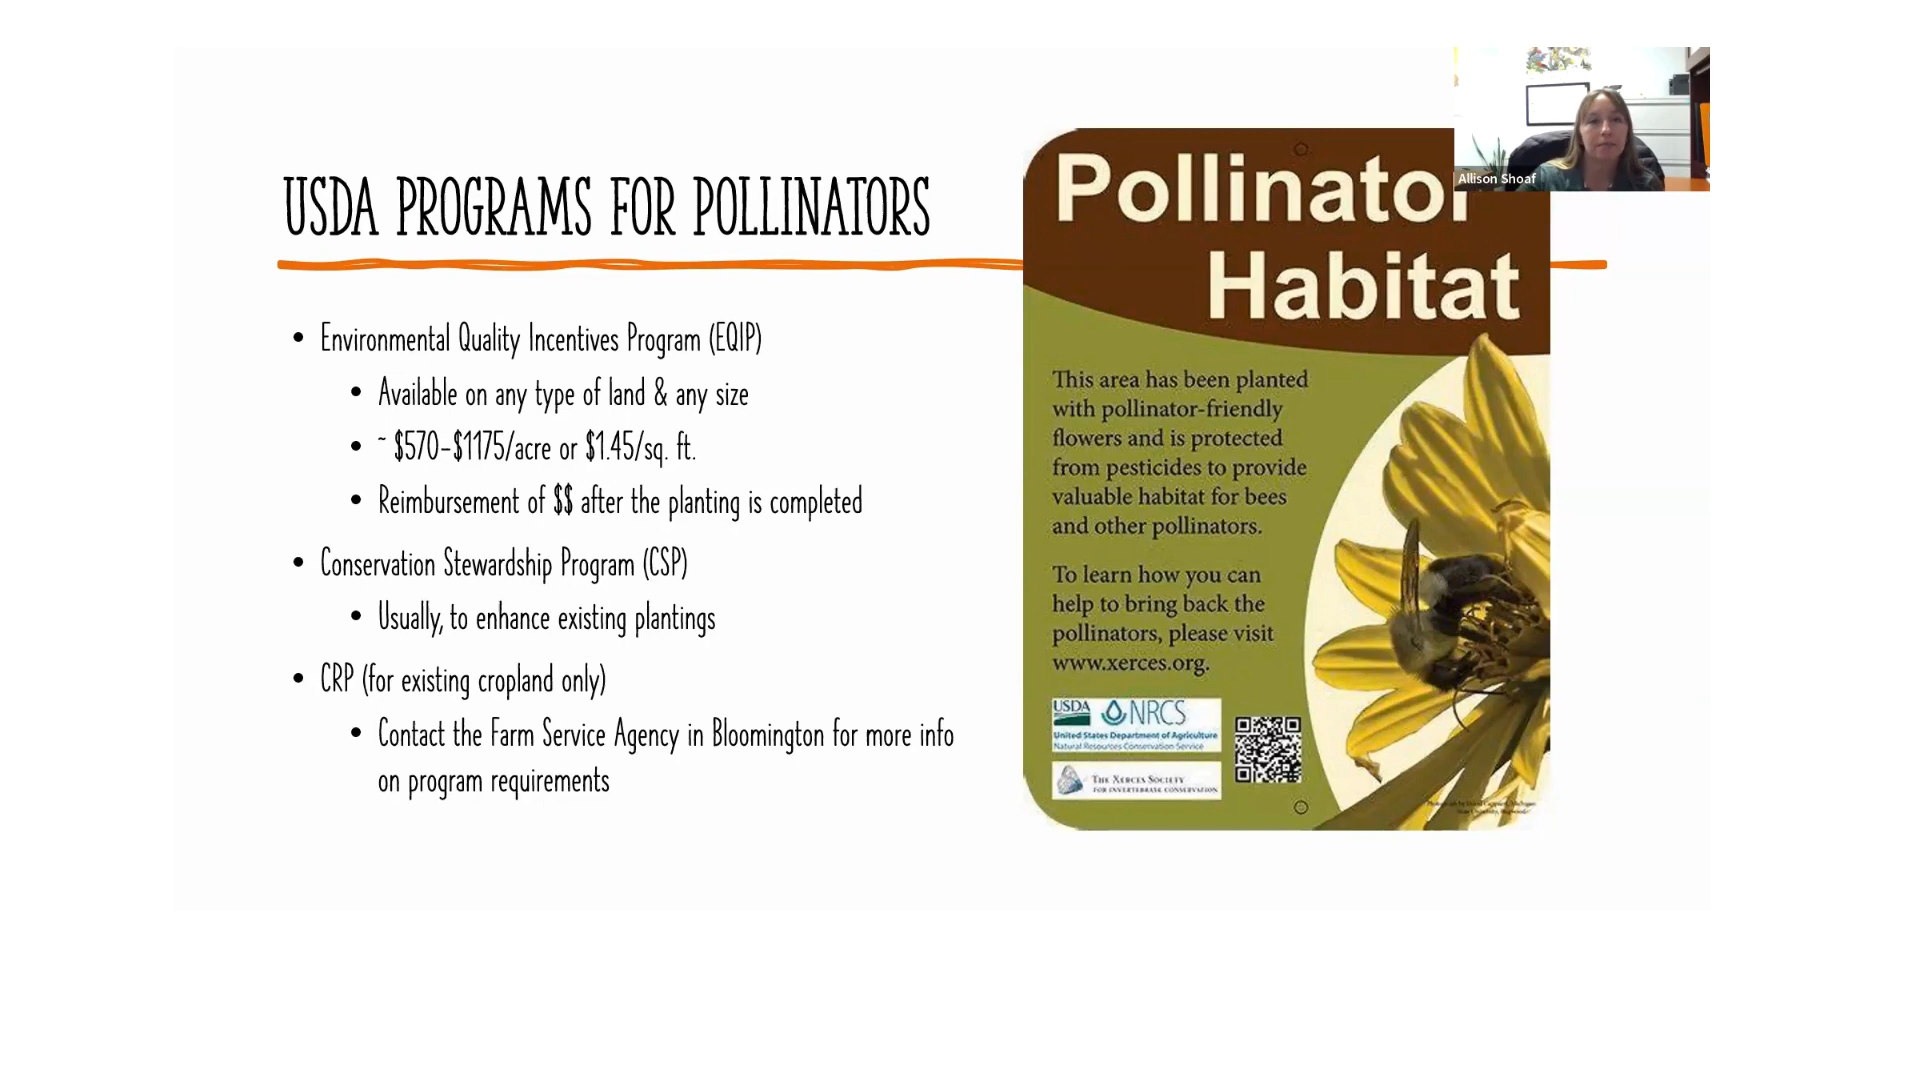 USDA PROGRAMS FOR POLLINATORS
• Environmental Quality Incentives Program (EQIP)
• Available on any type of land & any size
• ~ $570-$1175/acre or $1.45/sq. ft.
• Reimbursement of $$ after the planting is completed
• Conservation Stewardship Program (CSP)
• Usually, to enhance existing plantings
• CRP (for existing cropland only)
• Contact the Farm Service Agency in Bloomington for more info
on program requirements
Pollinator
Habitat
This area has been planted
with pollinator-friendly
flowers and is protected
from pesticides to provide
valuable habitat for bees
and other pollinators.
To learn how you can
help to bring back the
pollinators, please visit
www.xerces.org.
USDA NRCS
United States Department of Agriculture
Natural Resources Conservation Service
THE XERCES SOCIETY
FOR INVERTEBRATE CONSERVATION
Allison Shoaf